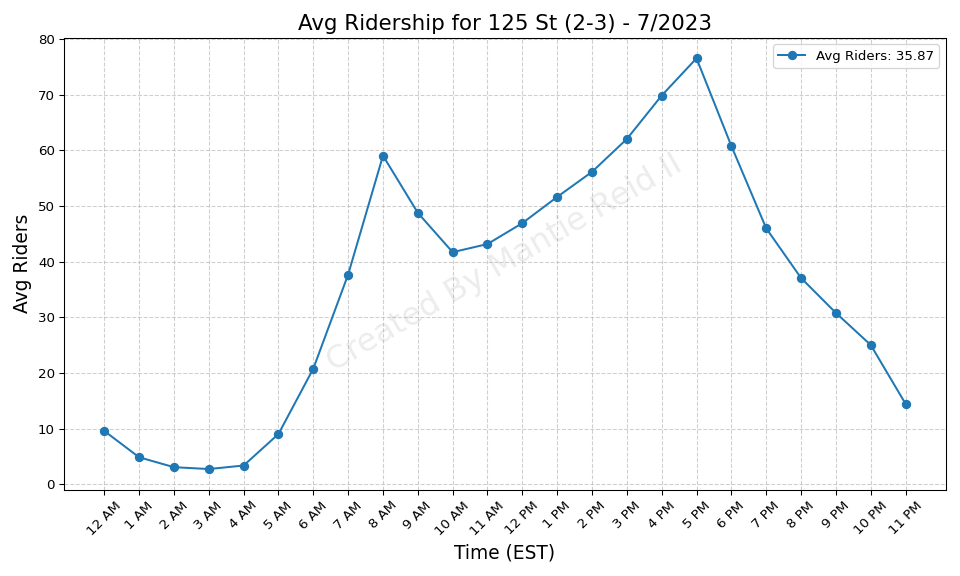 Avg Ridership for 125 St (2-3) - 7/2023
Avg Riders: 35.87
80
70
60
50
40
30
20
10
0
Avg Riders
Created By Mantie Reid II
12 AM
1 AM
2 AM
3 AM
4 AM
5 AM
6 AM
7 AM
8 AM
9 AM
10 AM
11 AM
12 PM
1 PM
2 PM
3 PM
4 PM
5 PM
6 PM
7 PM
8 PM
9 PM
10 PM
11 PM
Time (EST)